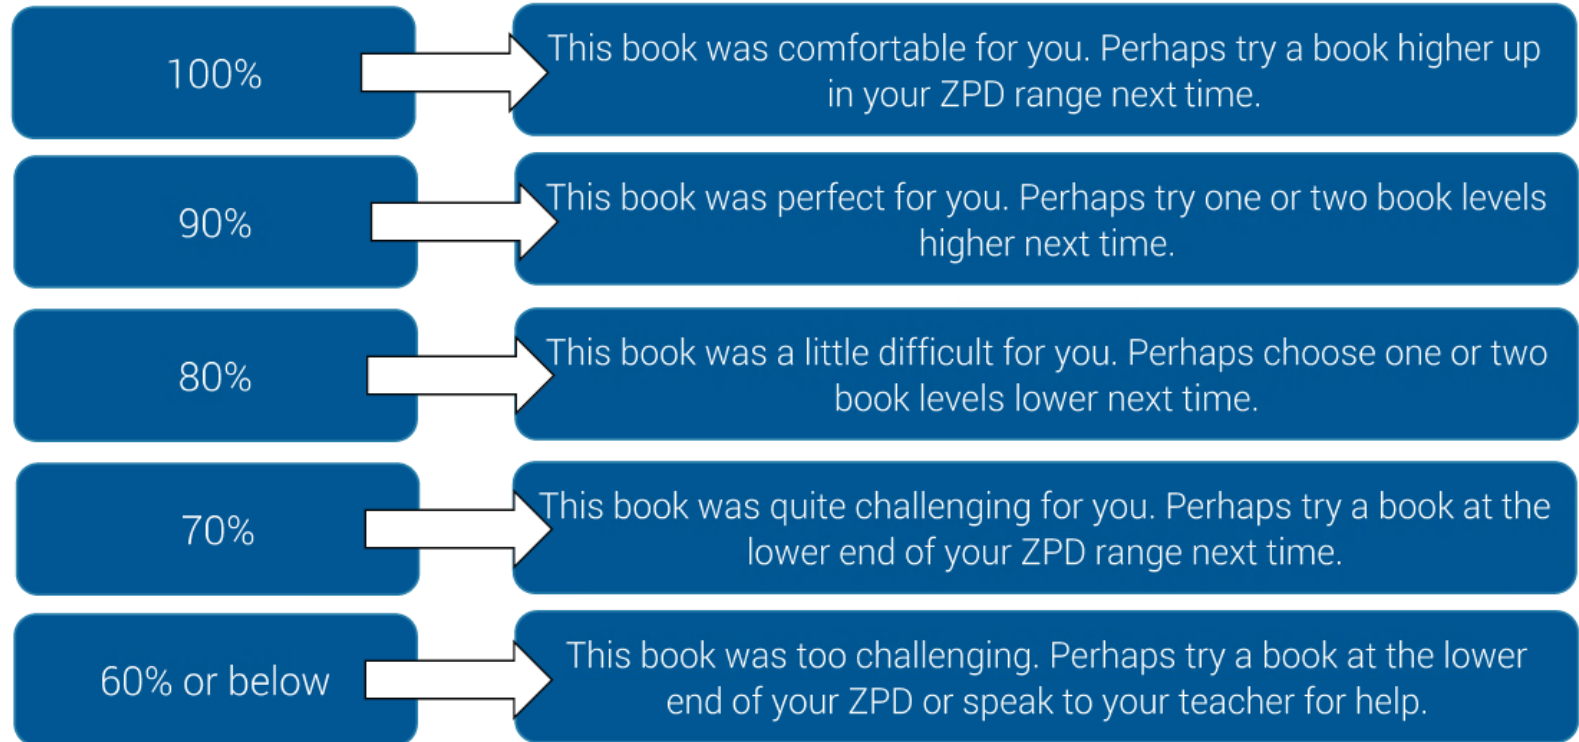 100%
This book was comfortable for you. Perhaps try a book higher up
in your ZPD range next time.
90%
This book was perfect for you. Perhaps try one or two book levels
higher next time.
80%
This book was a little difficult for you. Perhaps choose one or two
book levels lower next time.
70%
This book was quite challenging for you. Perhaps try a book at the
lower end of your ZPD range next time.
60% or below
This book was too challenging. Perhaps try a book at the lower
end of your ZPD or speak to your teacher for help.